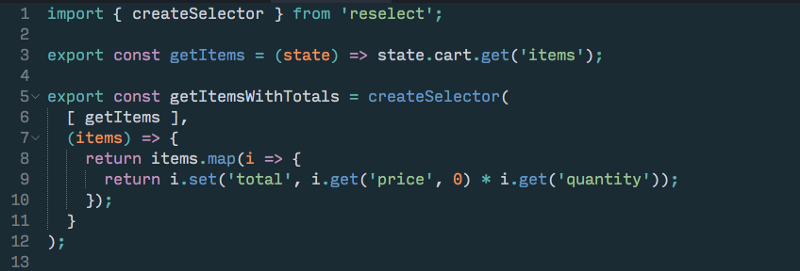 1 import { createSelector } from 'reselect';
2
3 export const getItems = (state) => state.cart.get('items');
4
5 export const getItemsWithTotals = createSelector(
6   [ getItems ],
7   (items) => {
8     return items.map(i => {
9       return i.set('total', i.get('price', 0) * i.get('quantity'));
10     });
11   }
12 );
13